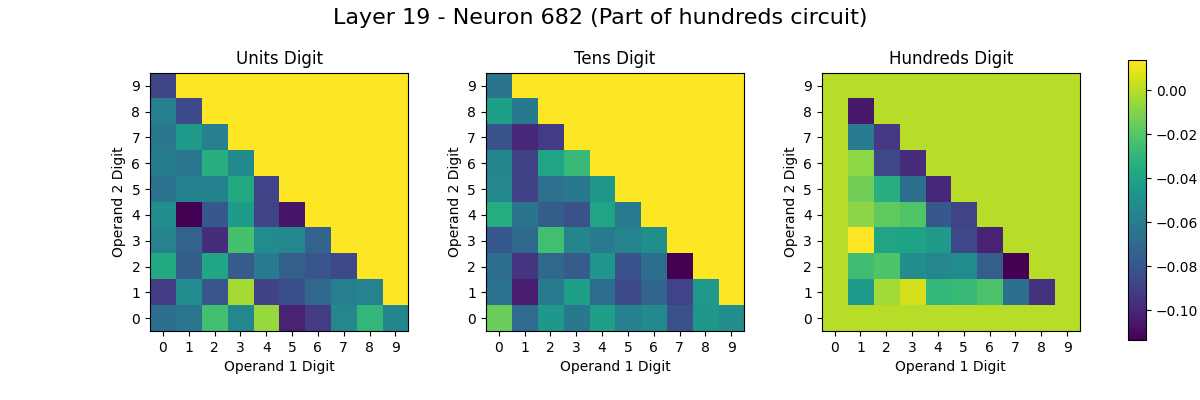 Layer 19 - Neuron 682 (Part of hundreds circuit)
Units Digit
Tens Digit
Hundreds Digit
Operand 2 Digit
9
8
7
6
5
4
3
2
1
0
0 1 2 3 4 5 6 7 8 9
Operand 1 Digit
Operand 2 Digit
9
8
7
6
5
4
3
2
1
0
0 1 2 3 4 5 6 7 8 9
Operand 1 Digit
Operand 2 Digit
9
8
7
6
5
4
3
2
1
0
0 1 2 3 4 5 6 7 8 9
Operand 1 Digit
0.00
−0.02
−0.04
−0.06
−0.08
−0.10